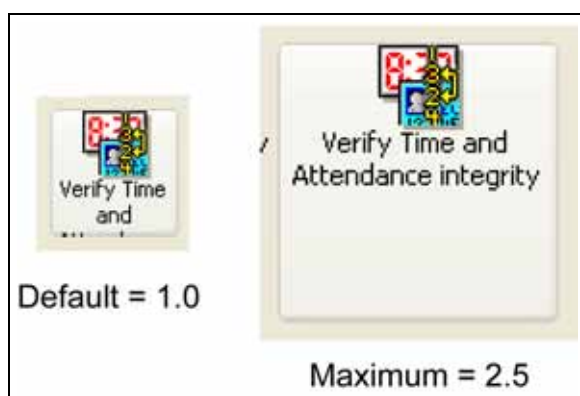 Verify Time
and
Default = 1.0
Verify Time and
Attendance integrity
Maximum = 2.5